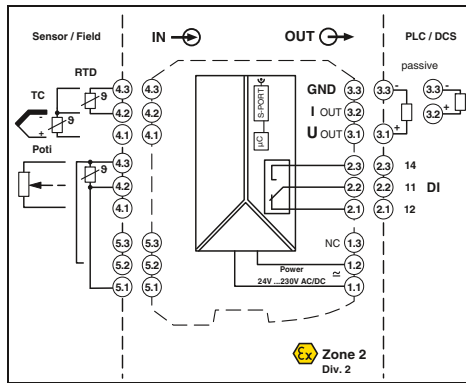 Sensor / Field
IN
OUT
PLC / DCS
RTD
TC
Poti
4.3
4.2
4.1
4.3
4.2
4.1
5.3
5.2
5.1
ϑ
ϑ
ϑ
-
+
4.3
4.2
4.1
5.3
5.2
5.1
S-PORT
µC
GND
I OUT
U OUT
3.3
3.2
3.1
2.3
2.2
2.1
NC
1.3
1.2
1.1
Power
24V ...230V AC/DC
≂
passive
3.3
-
3.1
+
3.3
-
3.2
+
2.3
14
2.2
11
DI
2.1
12
Ex
Zone 2
Div. 2